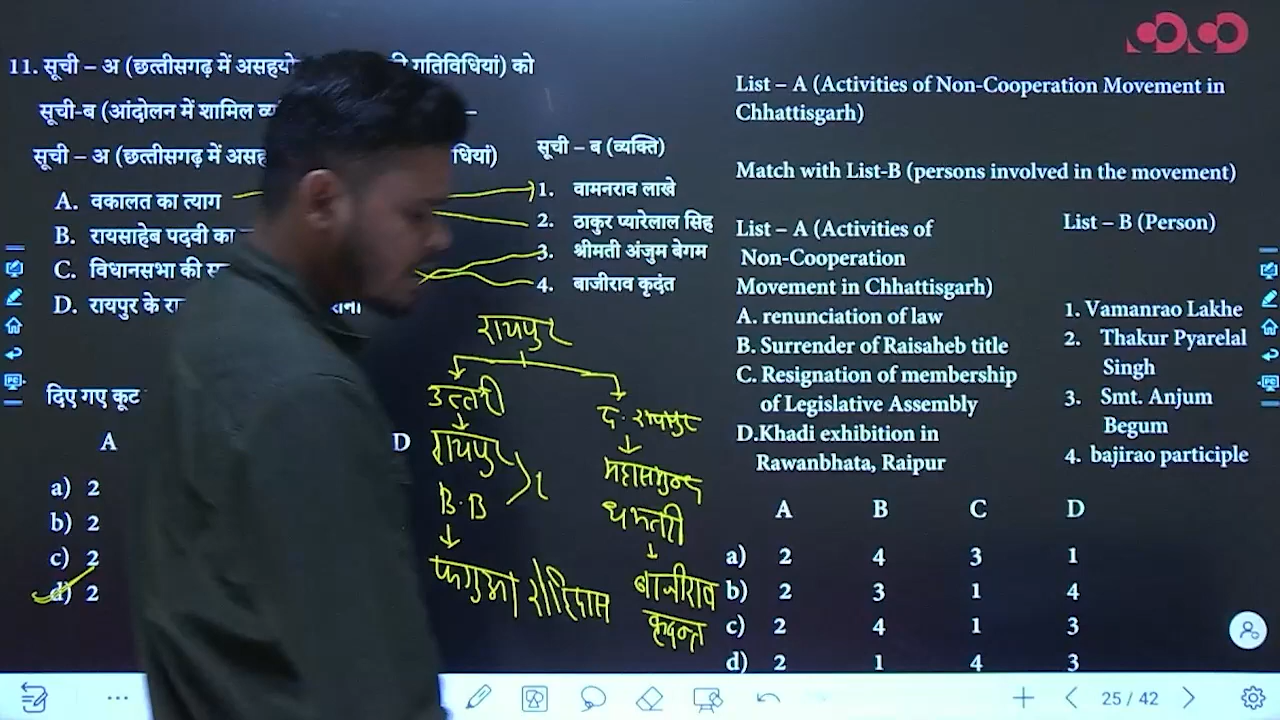 11. सूची – अ (छत्तीसगढ़ में गतिविधियां) को
सूची-ब (आंदोलन में शामिल –
सूची – अ (छत्तीसगढ़ में
सूची – ब (व्यक्ति)
A. वकालत का त्याग
1. वामनराव लाखे
B. रायसाहेब पदवी का
2. ठाकुर प्यारेलाल सिह
C. विधानसभा की
3. श्रीमती अंजुम बेगम
D. रायपुर के
4. बाजीराव कृदंत
दिए गए कूट
A D
a) 2
b) 2
c) 2
d) 2
रायपुर
उत्तरी
द. रायपुर
रायपुर
B.B
महासमुन्द
धमतरी
बाजीराव
कृदन्त
List – A (Activities of Non-Cooperation Movement in
Chhattisgarh)
Match with List-B (persons involved in the movement)
List – A (Activities of
Non-Cooperation
Movement in Chhattisgarh)
List – B (Person)
A. renunciation of law
B. Surrender of Raisaheb title
C. Resignation of membership
of Legislative Assembly
D.Khadi exhibition in
Rawanbhata, Raipur
1. Vamanrao Lakhe
2. Thakur Pyarelal
Singh
3. Smt. Anjum
Begum
4. bajirao participle
A B C D
a) 2 4 3 1
b) 2 3 1 4
c) 2 4 1 3
d) 2 1 4 3
25 / 42